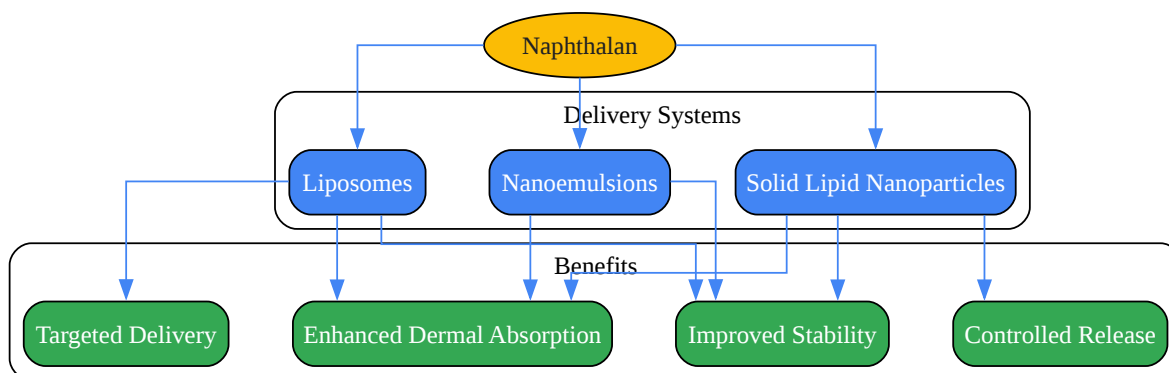 Naphthalan
Delivery Systems
Liposomes
Nanoemulsions
Solid Lipid Nanoparticles
Benefits
Targeted Delivery
Enhanced Dermal Absorption
Improved Stability
Controlled Release